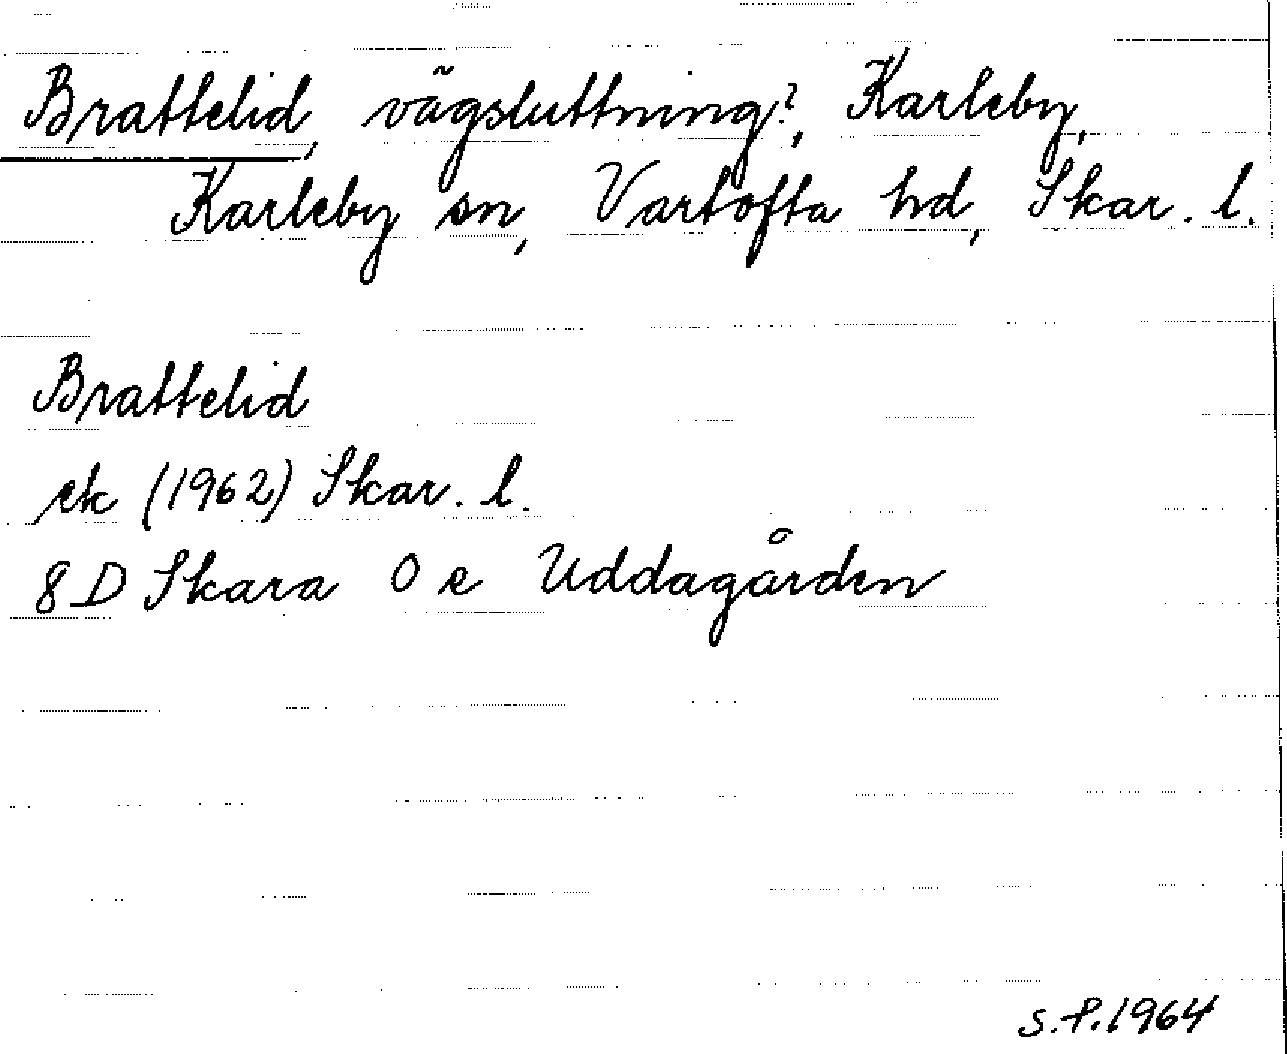 Brattelid, vägsluttning?, Karleby,
Karleby sn, Vartofta hd, Skar. l.
Brattelid
ek (1962) Skar. l.
8 D Skara 0 e Uddagården
S.P. 1964